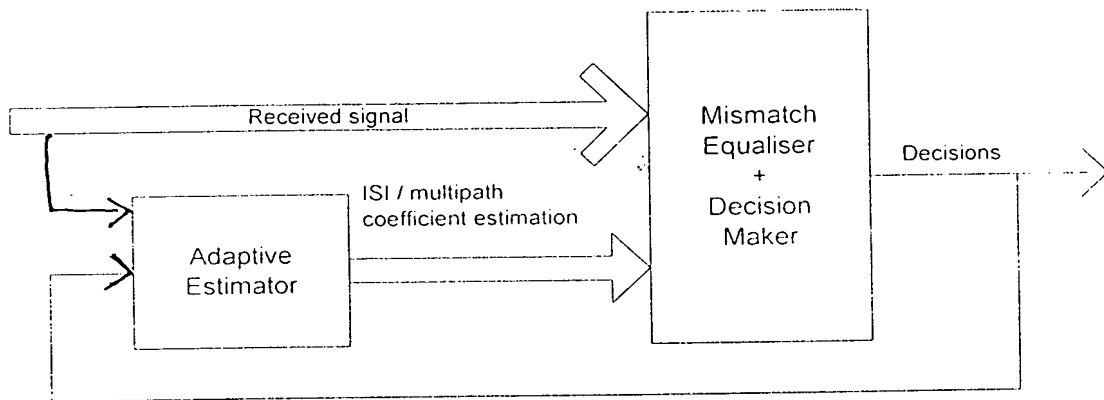 Received signal
Mismatch
Equaliser
+
Decision
Maker
Decisions
ISI / multipath
coefficient estimation
Adaptive
Estimator